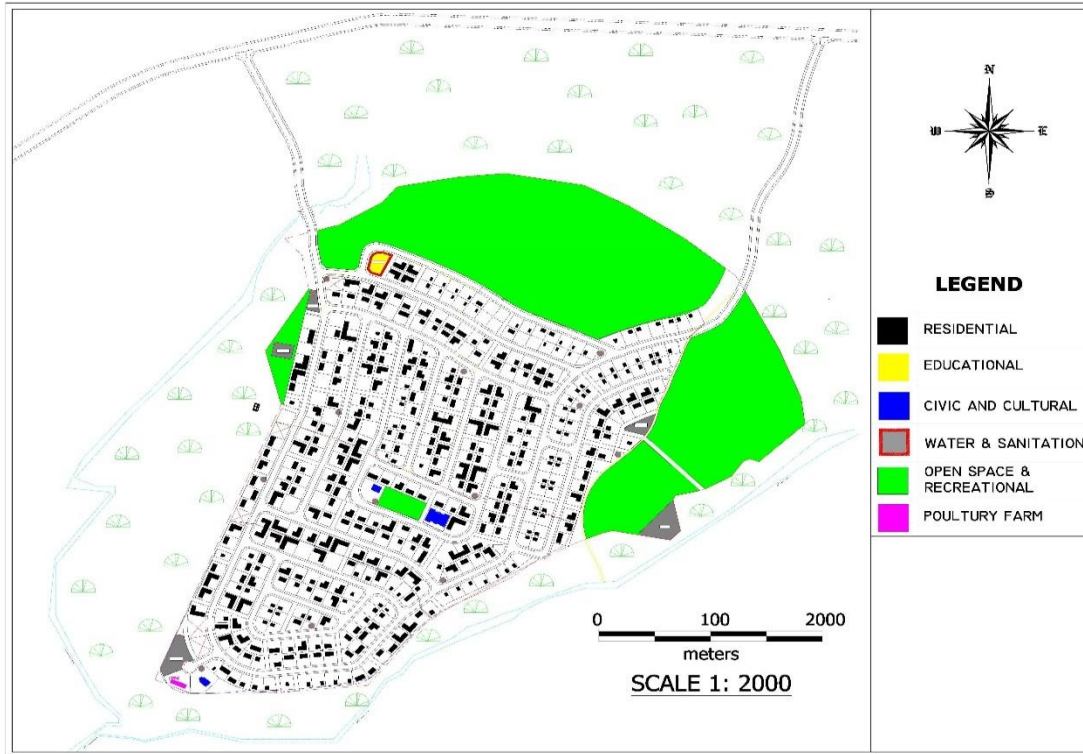 N
W
E
S
LEGEND
RESIDENTIAL
EDUCATIONAL
CIVIC AND CULTURAL
WATER & SANITATION
OPEN SPACE &
RECREATIONAL
POULTURY FARM
0 100 2000
meters
SCALE 1: 2000